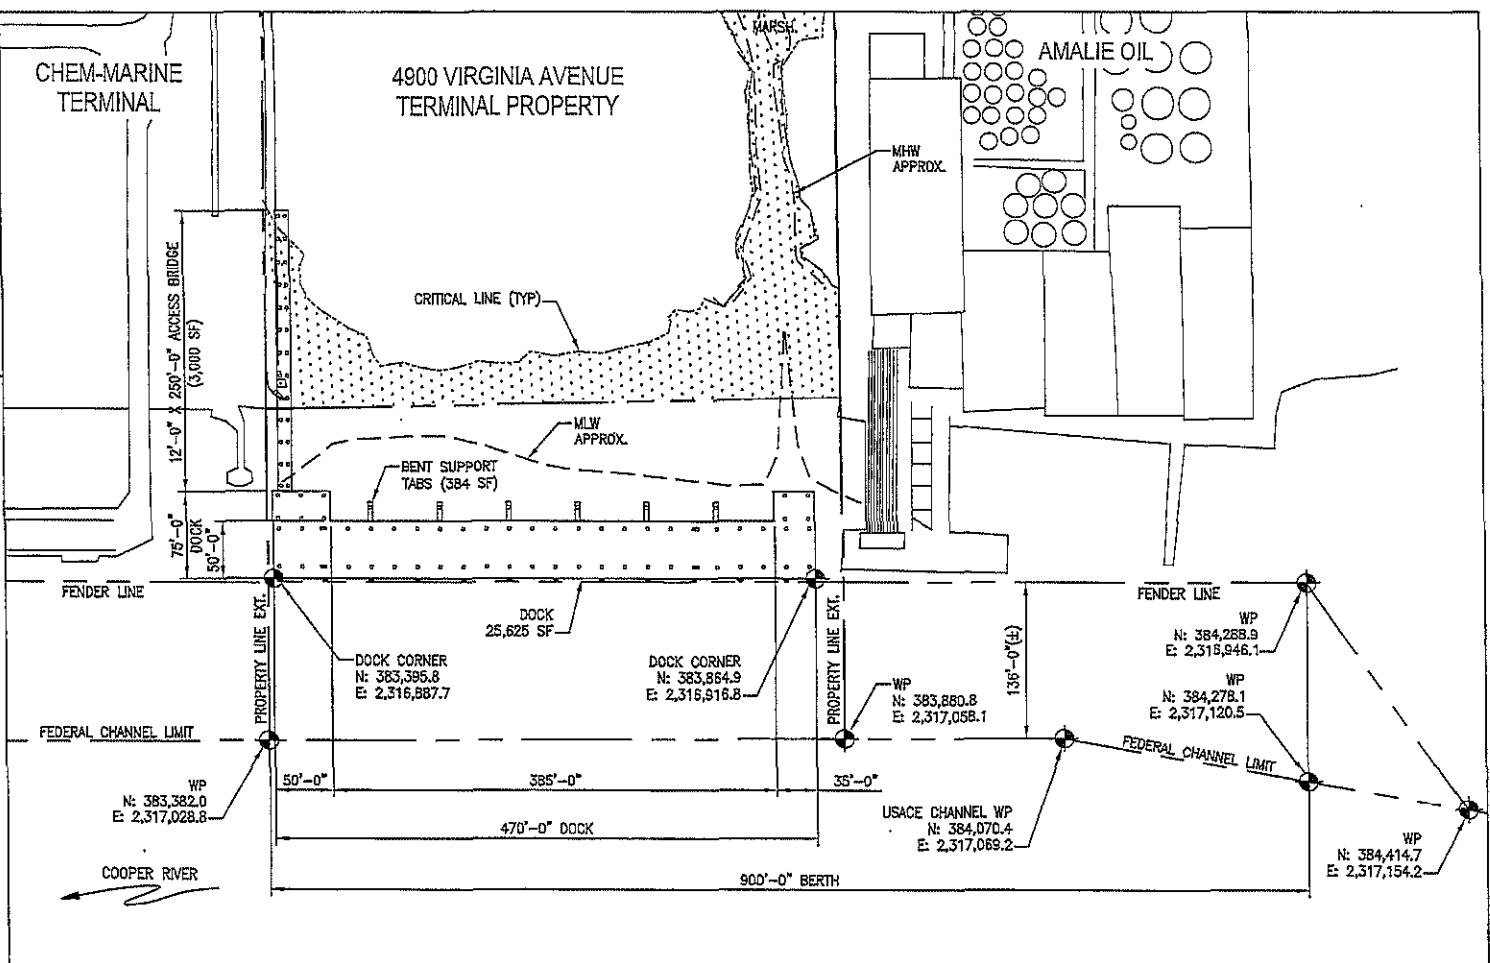 CHEM-MARINE
TERMINAL
4900 VIRGINIA AVENUE
TERMINAL PROPERTY
MARSH
AMALIE OIL
MHW
APPROX.
12'-0" X 250'-0" ACCESS BRIDGE
(3,000 SF)
CRITICAL LINE (TYP)
MLW
APPROX.
BENT SUPPORT
TABS (384 SF)
75'-0"
DOCK
50'-0"
FENDER LINE
FENDER LINE
DOCK
25,625 SF
PROPERTY LINE EXT.
PROPERTY LINE EXT.
136'-0"(±)
DOCK CORNER
N: 383,395.8
E: 2,316,887.7
DOCK CORNER
N: 383,864.9
E: 2,316,916.8
WP
N: 383,880.8
E: 2,317,058.1
WP
N: 384,288.9
E: 2,316,946.1
WP
N: 384,278.1
E: 2,317,120.5
FEDERAL CHANNEL LIMIT
FEDERAL CHANNEL LIMIT
WP
N: 383,382.0
E: 2,317,028.8
50'-0"
385'-0"
35'-0"
USACE CHANNEL WP
N: 384,070.4
E: 2,317,069.2
470'-0" DOCK
WP
N: 384,414.7
E: 2,317,154.2
COOPER RIVER
900'-0" BERTH